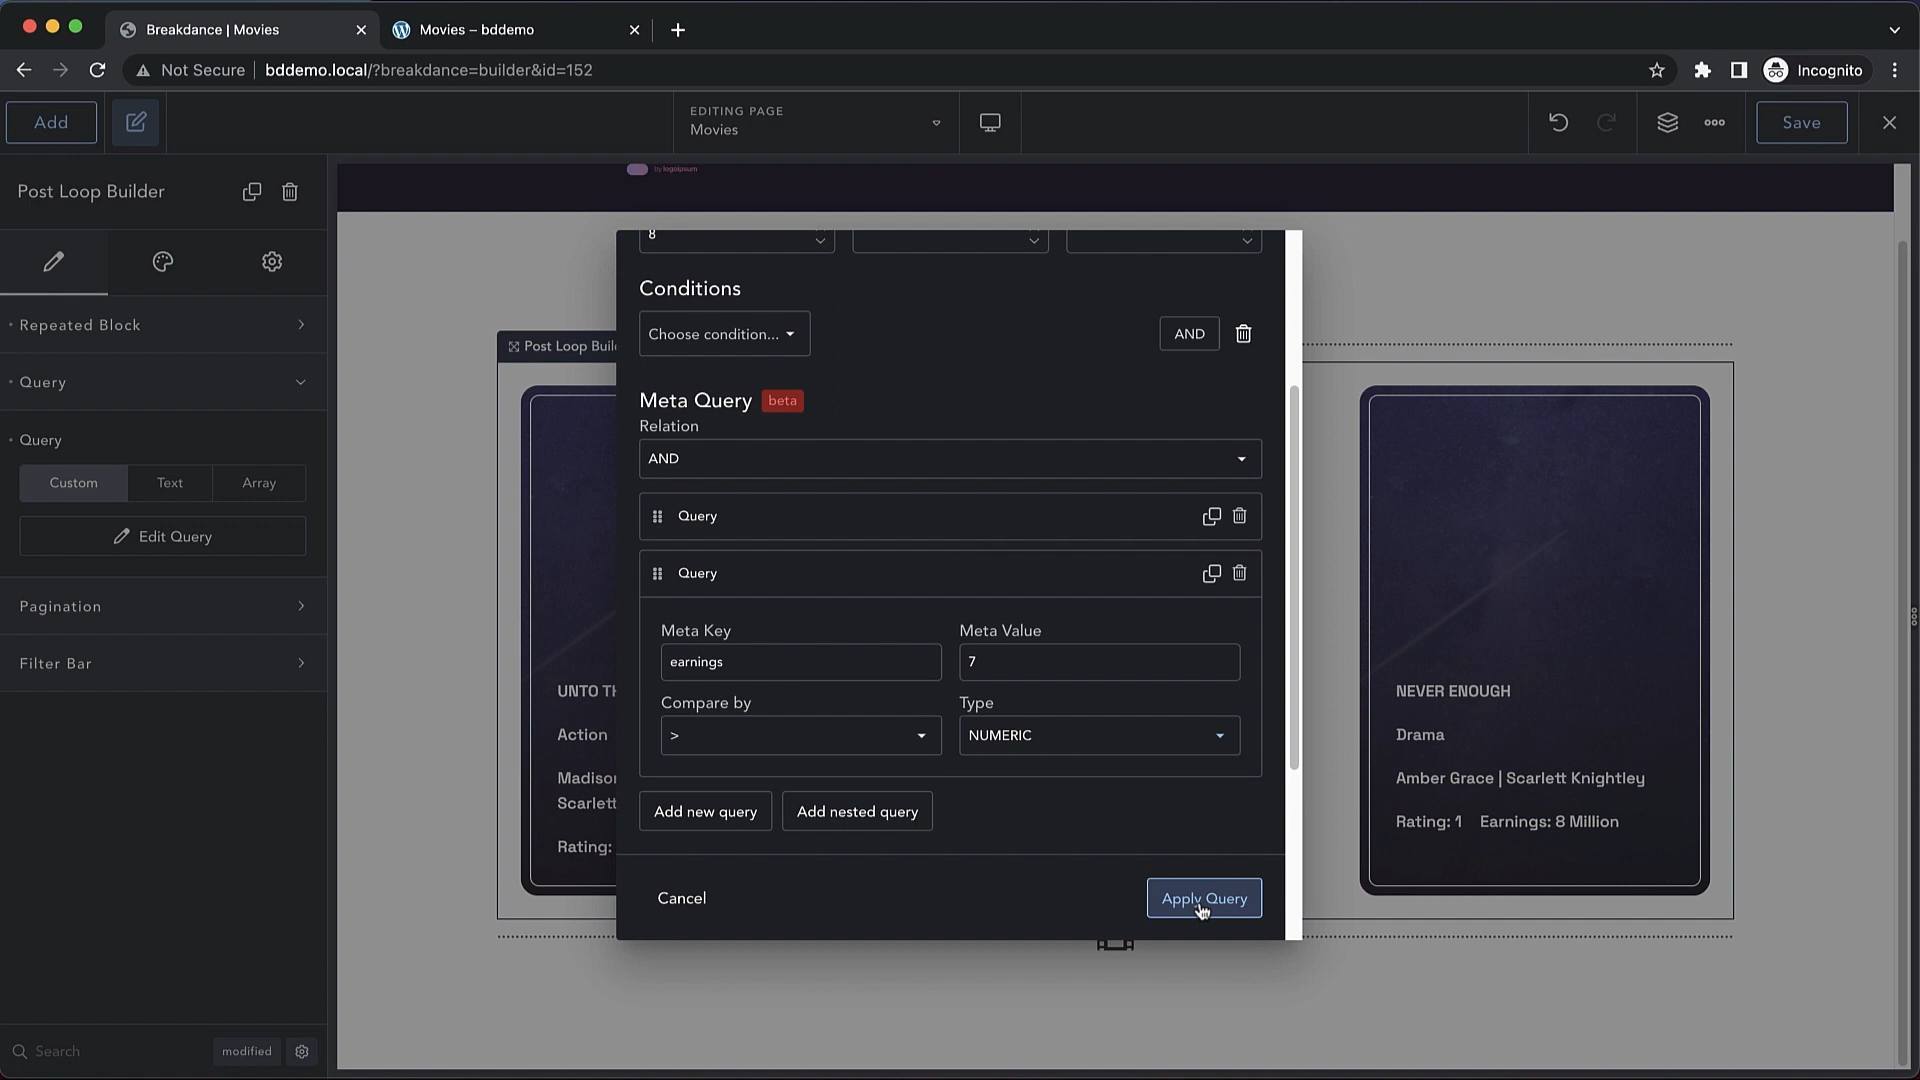 Breakdance | Movies
Movies – bddemo
Not Secure
bddemo.local/?breakdance=builder&id=152
Incognito
Add
EDITING PAGE
Movies
Save
Post Loop Builder
by logoipsum
8
Conditions
Repeated Block
Choose condition...
AND
Post Loop Buil
Query
Meta Query beta
Relation
Query
AND
Custom
Text
Array
Query
Edit Query
Query
Pagination
Meta Key
Meta Value
Filter Bar
earnings
7
UNTO TH
NEVER ENOUGH
Compare by
Type
Action
>
NUMERIC
Drama
Madison
Amber Grace | Scarlett Knightley
Scarlett
Add new query
Add nested query
Rating: 1 Earnings: 8 Million
Rating:
Cancel
Apply Query
Search
modified